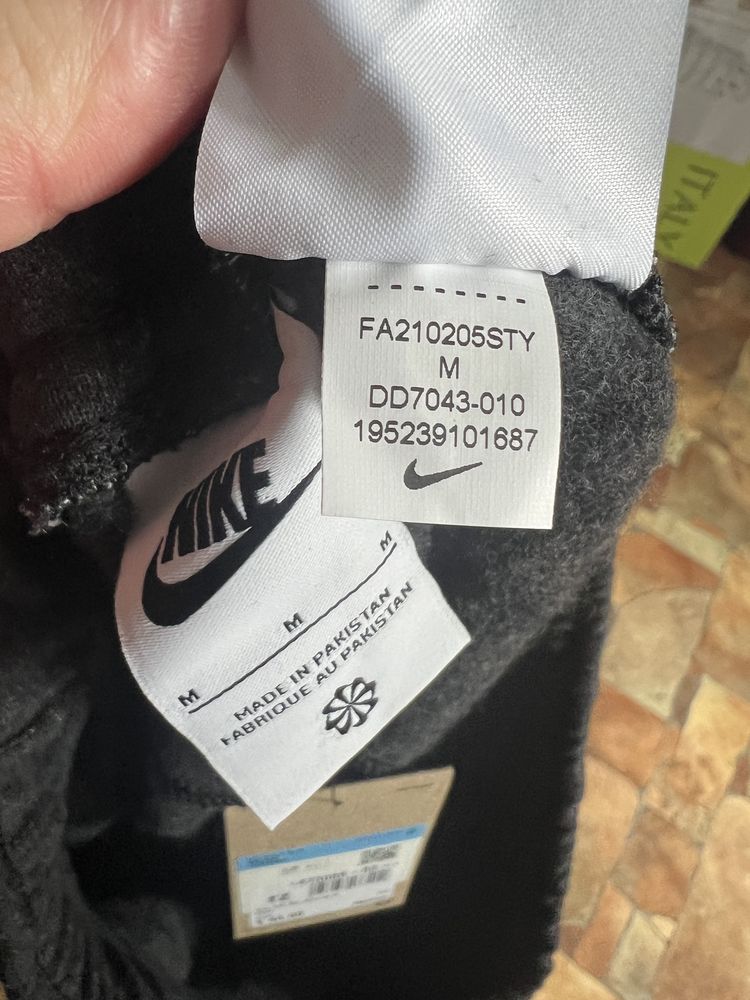 ITALY
FA210205STY
M
DD7043-010
195239101687
NIKE
M M M
MADE IN PAKISTAN
FABRIQUE AU PAKISTAN